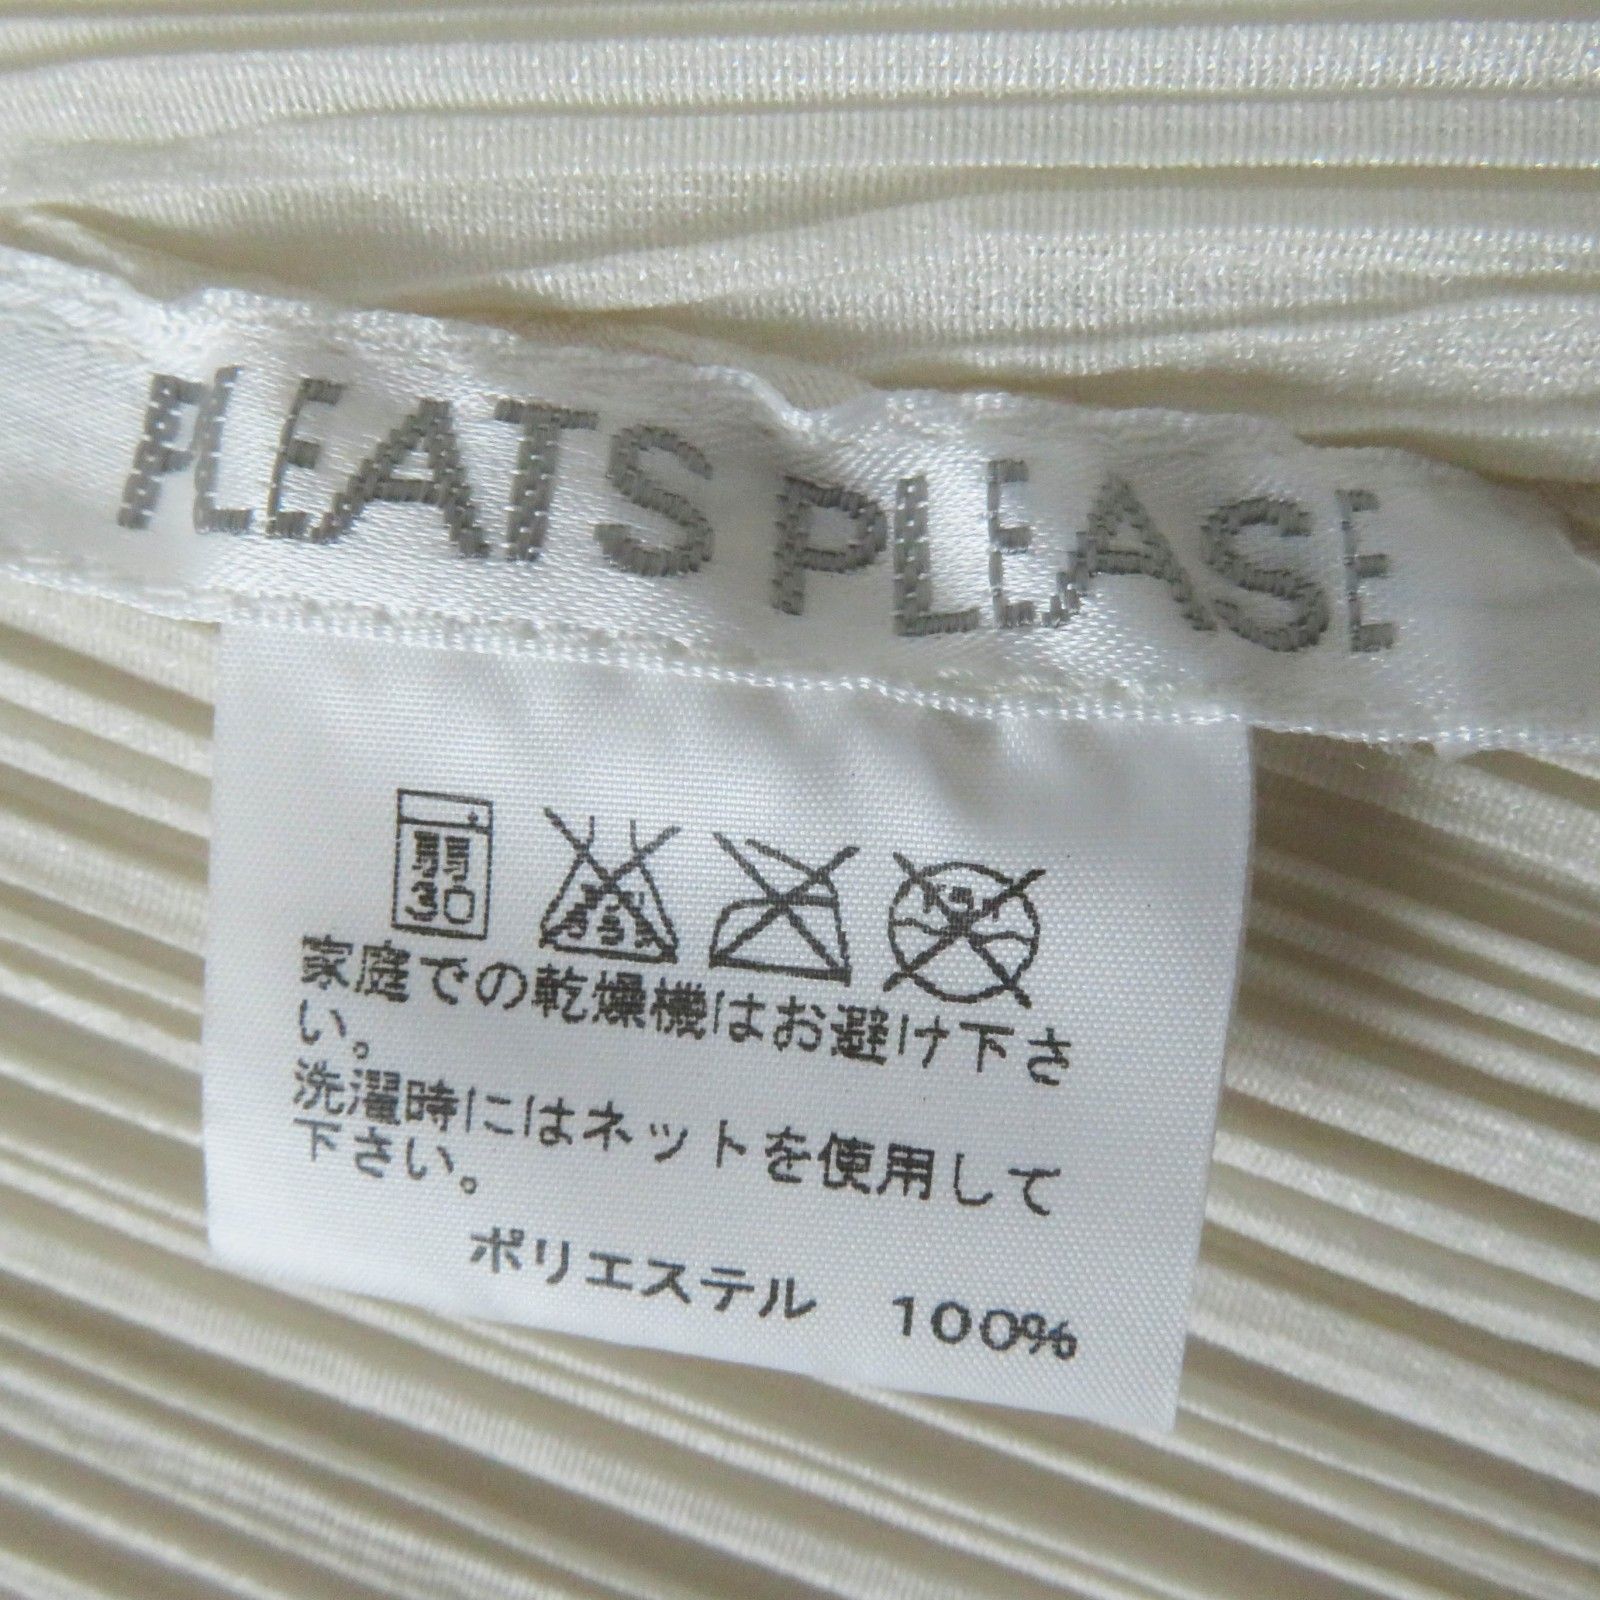 PLEATS PLEASE
家庭での乾燥機はお避け下さ
い。
洗濯時にはネットを使用して
下さい。
ポリエステル 100%